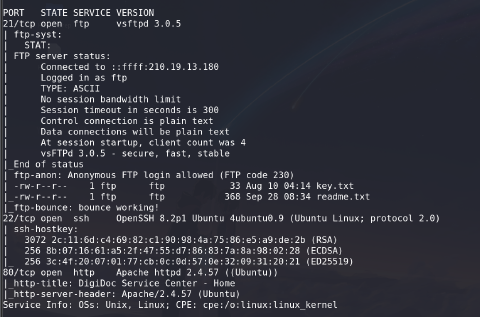 PORT   STATE SERVICE VERSION
21/tcp open  ftp     vsftpd 3.0.5
| ftp-syst:
|   STAT:
| FTP server status:
|      Connected to ::ffff:210.19.13.180
|      Logged in as ftp
|      TYPE: ASCII
|      No session bandwidth limit
|      Session timeout in seconds is 300
|      Control connection is plain text
|      Data connections will be plain text
|      At session startup, client count was 4
|      vsFTPd 3.0.5 - secure, fast, stable
|_End of status
| ftp-anon: Anonymous FTP login allowed (FTP code 230)
| -rw-r--r--    1 ftp      ftp            33 Aug 10 04:14 key.txt
|_-rw-r--r--    1 ftp      ftp           368 Sep 28 08:34 readme.txt
|_ftp-bounce: bounce working!
22/tcp open  ssh     OpenSSH 8.2p1 Ubuntu 4ubuntu0.9 (Ubuntu Linux; protocol 2.0)
| ssh-hostkey:
|   3072 2c:11:6d:c4:69:82:c1:90:98:4a:75:86:e5:a9:de:2b (RSA)
|   256 8b:07:16:61:a5:2f:47:55:d7:86:83:7a:8a:98:02:28 (ECDSA)
|_  256 3c:4f:20:07:01:77:cb:0c:0d:57:0e:32:09:31:20:21 (ED25519)
80/tcp open  http    Apache httpd 2.4.57 ((Ubuntu))
|_http-title: DigiDoc Service Center - Home
|_http-server-header: Apache/2.4.57 (Ubuntu)
Service Info: OSs: Unix, Linux; CPE: cpe:/o:linux:linux_kernel